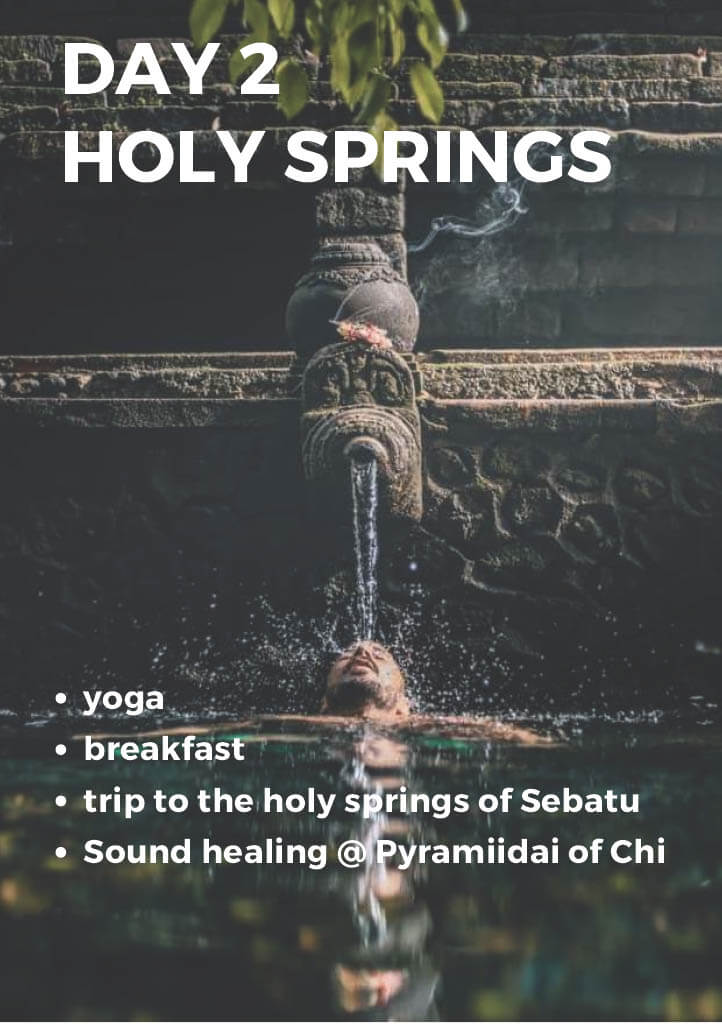 DAY 2
HOLY SPRINGS
• yoga
• breakfast
• trip to the holy springs of Sebatu
• Sound healing @ Pyramiidai of Chi